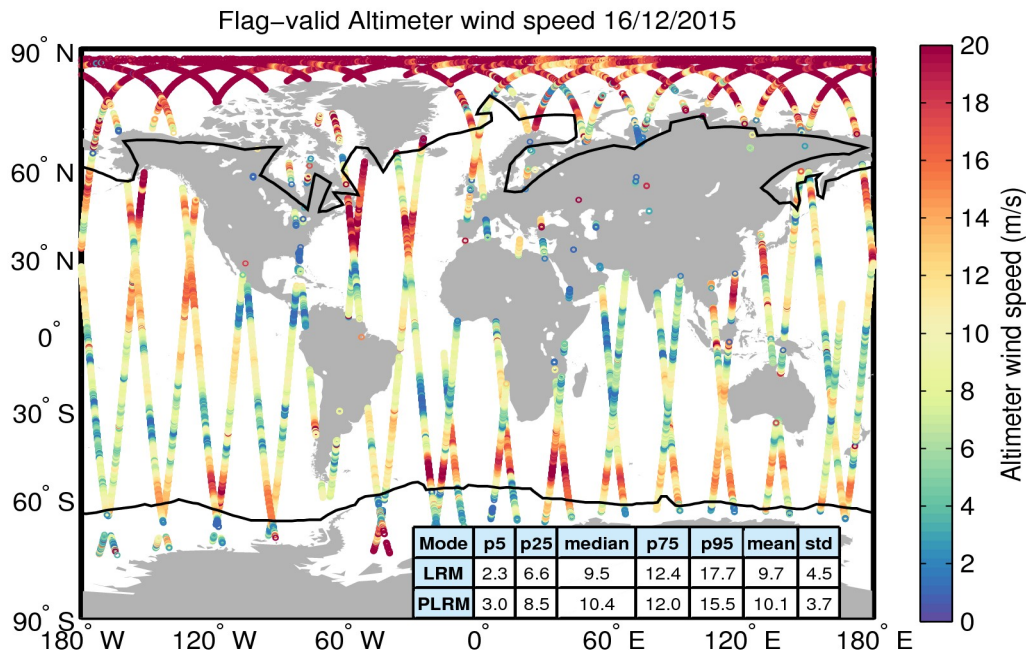 Flag−valid Altimeter wind speed 16/12/2015
90° N
60° N
30° N
0°
30° S
60° S
90° S
180° W
120° W
60° W
0°
60° E
120° E
180° E
Mode p5 p25 median p75 p95 mean std
LRM 2.3 6.6 9.5 12.4 17.7 9.7 4.5
PLRM 3.0 8.5 10.4 12.0 15.5 10.1 3.7
20
18
16
14
12
10
8
6
4
2
0
Altimeter wind speed (m/s)